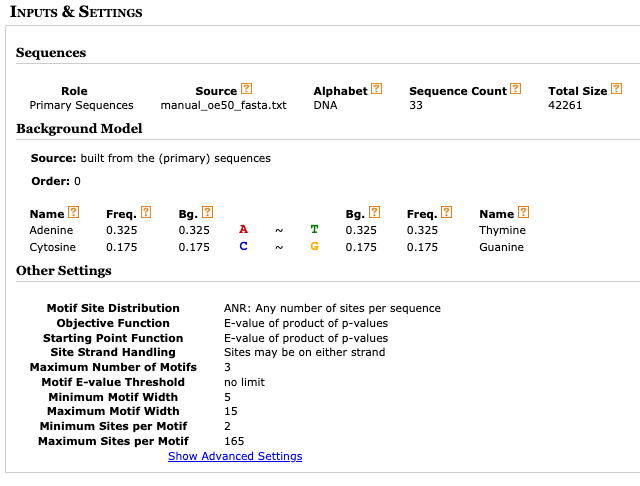 INPUTS & SETTINGS
Sequences
Role Source ? Alphabet ? Sequence Count ? Total Size ?
Primary Sequences manual_oe50_fasta.txt DNA 33 42261
Background Model
Source: built from the (primary) sequences
Order: 0
Name ? Freq. ? Bg. ? Bg. ? Freq. ? Name ?
Adenine 0.325 0.325 A ~ T 0.325 0.325 Thymine
Cytosine 0.175 0.175 C ~ G 0.175 0.175 Guanine
Other Settings
Motif Site Distribution ANR: Any number of sites per sequence
Objective Function E-value of product of p-values
Starting Point Function E-value of product of p-values
Site Strand Handling Sites may be on either strand
Maximum Number of Motifs 3
Motif E-value Threshold no limit
Minimum Motif Width 5
Maximum Motif Width 15
Minimum Sites per Motif 2
Maximum Sites per Motif 165
Show Advanced Settings